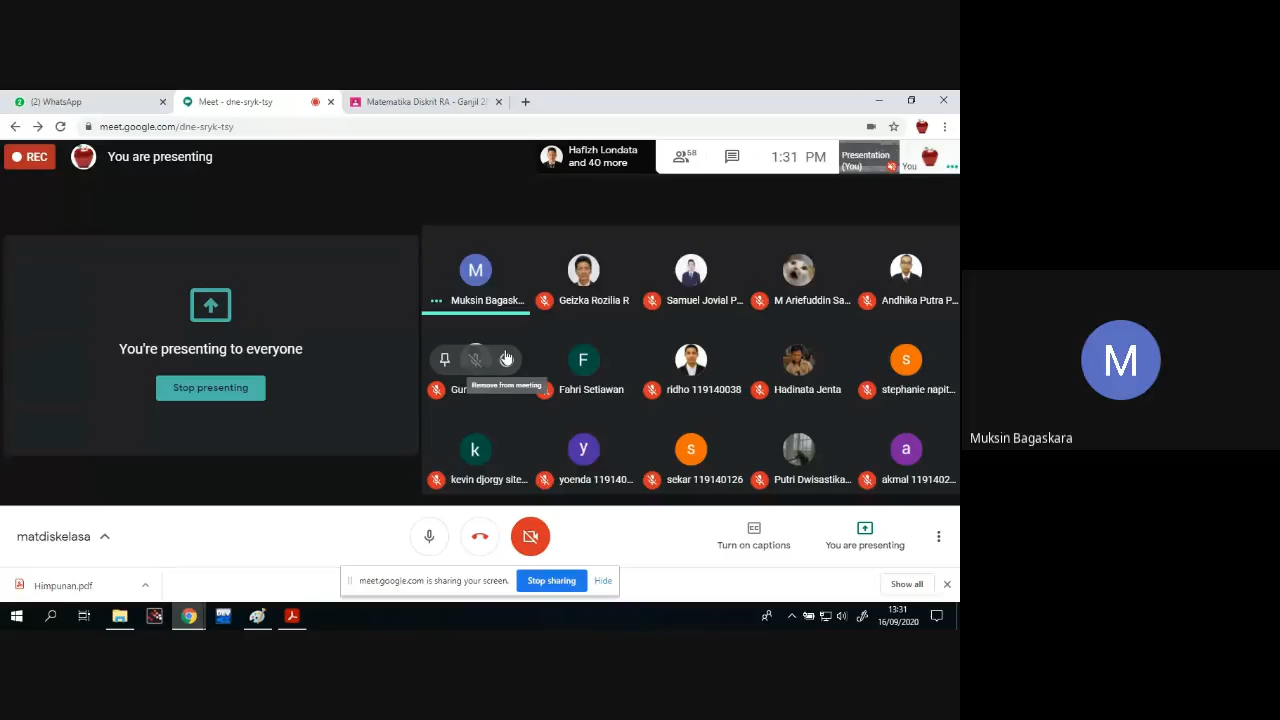 (2) WhatsApp
Meet - dne-sryk-tsy
Matematika Diskrit RA - Ganjil 2
meet.google.com/dne-sryk-tsy
REC
You are presenting
Hafizh Londata
and 40 more
58
1:31 PM
Presentation
(You)
You
M
Muksin Bagask...
Geizka Rozilia R
Samuel Jovial P...
M Ariefuddin Sa...
Andhika Putra P...
You're presenting to everyone
Stop presenting
Remove from meeting
Gur
F
Fahri Setiawan
ridho 119140038
Hadinata Jenta
s
stephanie napit...
k
kevin djorgy site...
y
yoenda 119140...
s
sekar 119140126
Putri Dwisastika...
a
akmal 1191402...
matdiskelasa
Turn on captions
You are presenting
Himpunan.pdf
meet.google.com is sharing your screen.
Stop sharing
Hide
Show all
DEV
13:31
16/09/2020
M
Muksin Bagaskara